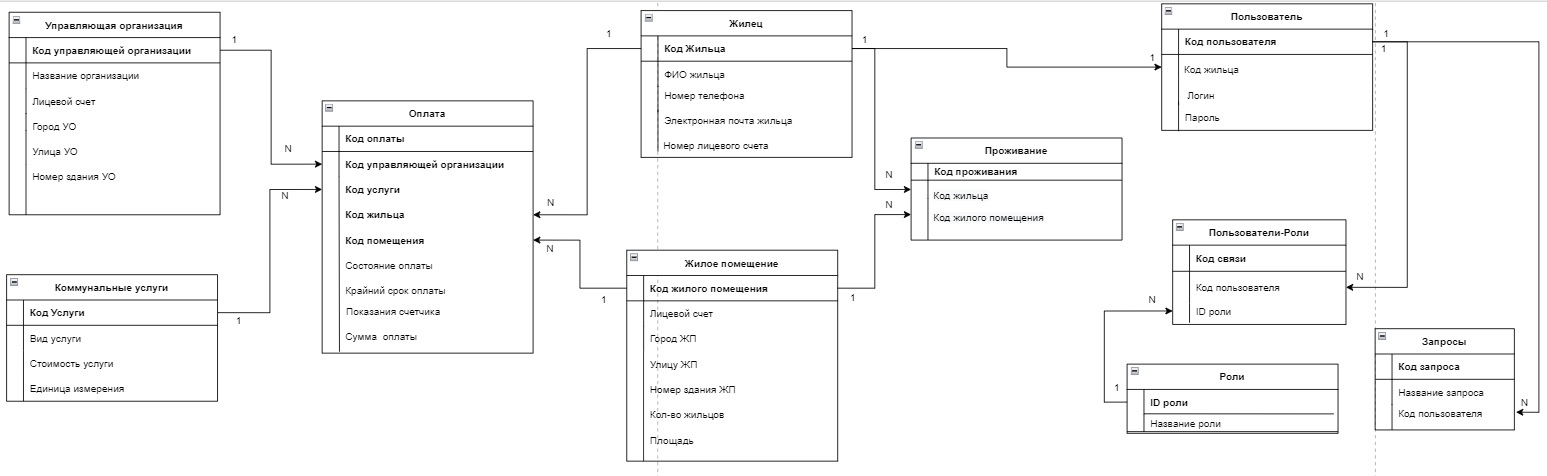 Управляющая организация
Код управляющей организации
Название организации
Лицевой счет
Город УО
Улица УО
Номер здания УО
1
N
Коммунальные услуги
Код Услуги
Вид услуги
Стоимость услуги
Единица измерения
1
N
Оплата
Код оплаты
Код управляющей организации
Код услуги
Код жильца
Код помещения
Состояние оплаты
Крайний срок оплаты
Показания счетчика
Сумма оплаты
1
N
N
1
Жилец
Код Жильца
ФИО жильца
Номер телефона
Электронная почта жильца
Номер лицевого счета
1
1
N
N
1
Жилое помещение
Код жилого помещения
Лицевой счет
Город ЖП
Улицу ЖП
Номер здания ЖП
Кол-во жильцов
Площадь
Проживание
Код проживания
Код жильца
Код жилого помещения
Пользователь
Код пользователя
Код жильца
Логин
Пароль
1
1
N
N
Пользователи-Роли
Код связи
Код пользователя
ID роли
N
1
Роли
ID роли
Название роли
Запросы
Код запроса
Название запроса
Код пользователя